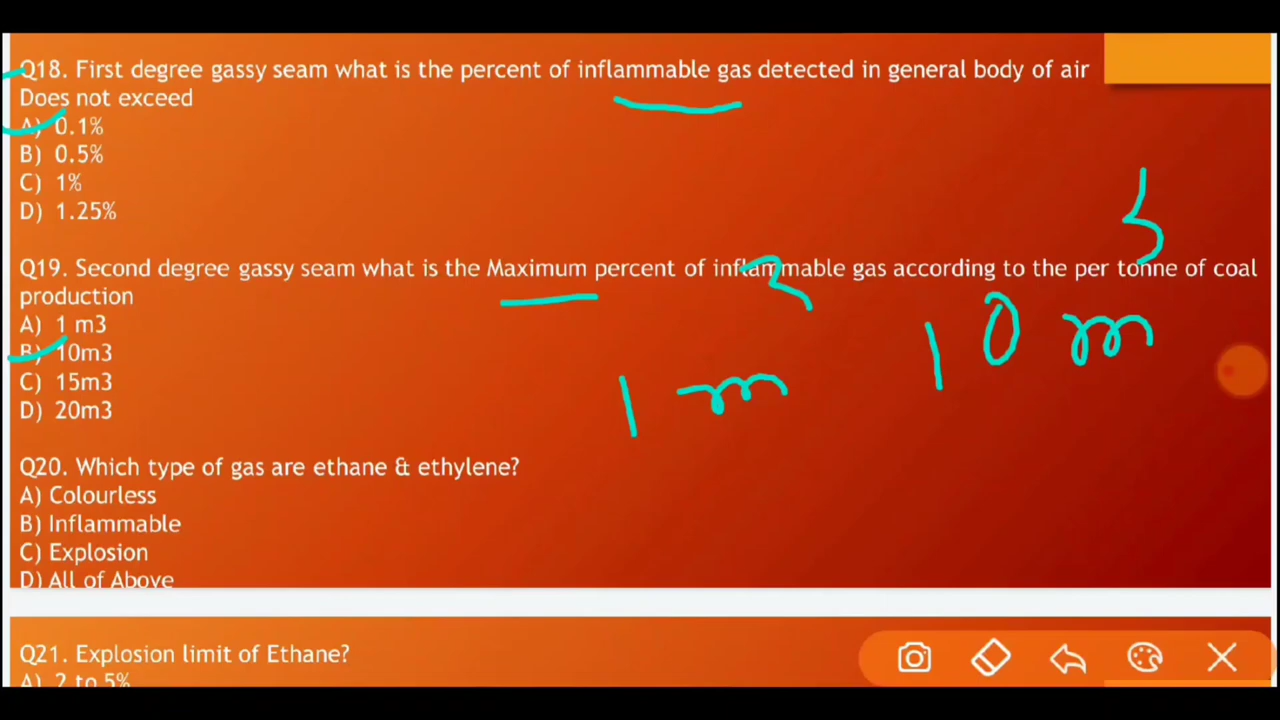 Q18. First degree gassy seam what is the percent of inflammable gas detected in general body of air
Does not exceed
A) 0.1%
B) 0.5%
C) 1%
D) 1.25%
Q19. Second degree gassy seam what is the Maximum percent of inflammable gas according to the per tonne of coal
production
A) 1 m3
B) 10m3
C) 15m3
D) 20m3
1 m
10 m
Q20. Which type of gas are ethane & ethylene?
A) Colourless
B) Inflammable
C) Explosion
D) All of Above
Q21. Explosion limit of Ethane?
A) 2 to 5%